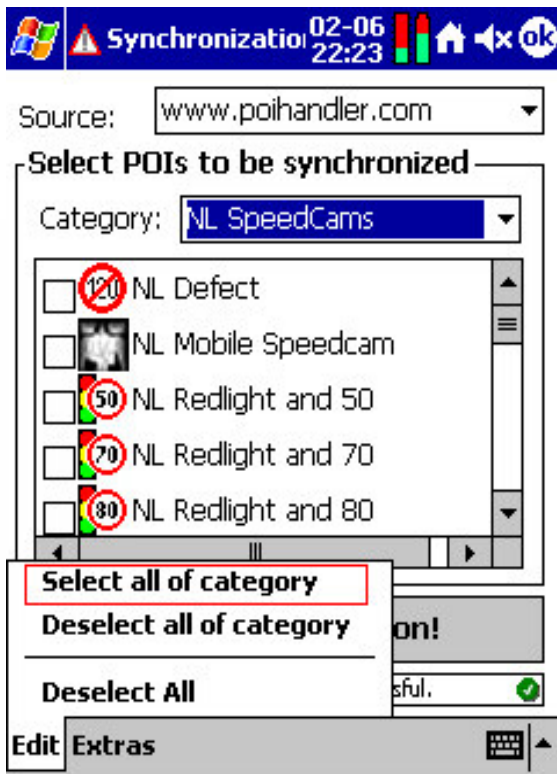 Synchronizatio 02-06
22:23 ok
Source: www.poihandler.com
Select POIs to be synchronized
Category: NL SpeedCams
120 NL Defect
NL Mobile Speedcam
50 NL Redlight and 50
70 NL Redlight and 70
80 NL Redlight and 80
Select all of category
Deselect all of category on!
Deselect All sful.
Edit Extras